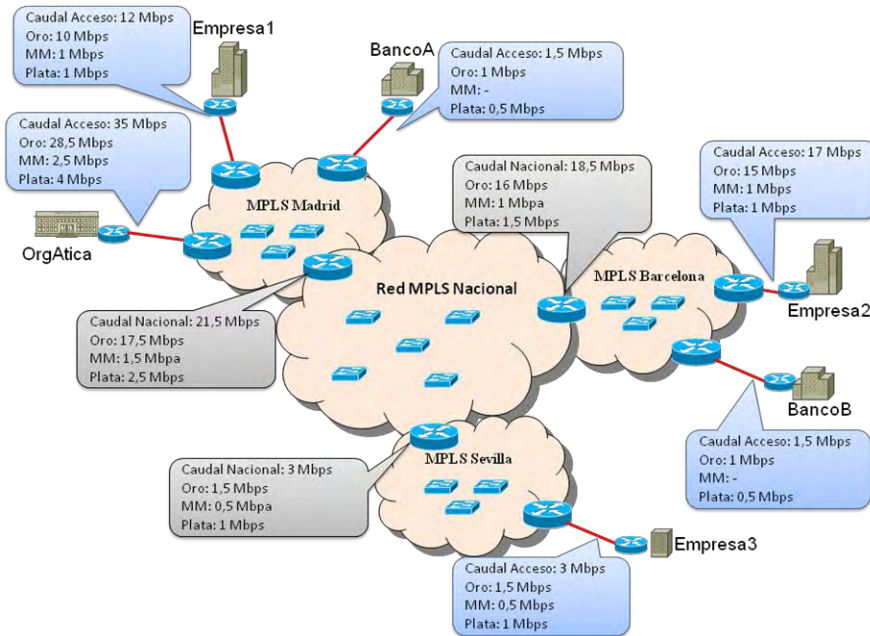 Caudal Acceso: 12 Mbps
Oro: 10 Mbps
MM: 1 Mbps
Plata: 1 Mbps
Empresa1
BancoA
Caudal Acceso: 1,5 Mbps
Oro: 1 Mbps
MM: -
Plata: 0,5 Mbps
Caudal Acceso: 35 Mbps
Oro: 28,5 Mbps
MM: 2,5 Mbps
Plata: 4 Mbps
OrgAtica
MPLS Madrid
Caudal Nacional: 18,5 Mbps
Oro: 16 Mbps
MM: 1 Mbpa
Plata: 1,5 Mbps
Caudal Acceso: 17 Mbps
Oro: 15 Mbps
MM: 1 Mbps
Plata: 1 Mbps
Empresa2
MPLS Barcelona
Red MPLS Nacional
Caudal Nacional: 21,5 Mbps
Oro: 17,5 Mbps
MM: 1,5 Mbpa
Plata: 2,5 Mbps
BancoB
Caudal Acceso: 1,5 Mbps
Oro: 1 Mbps
MM: -
Plata: 0,5 Mbps
Caudal Nacional: 3 Mbps
Oro: 1,5 Mbps
MM: 0,5 Mbpa
Plata: 1 Mbps
MPLS Sevilla
Empresa3
Caudal Acceso: 3 Mbps
Oro: 1,5 Mbps
MM: 0,5 Mbps
Plata: 1 Mbps